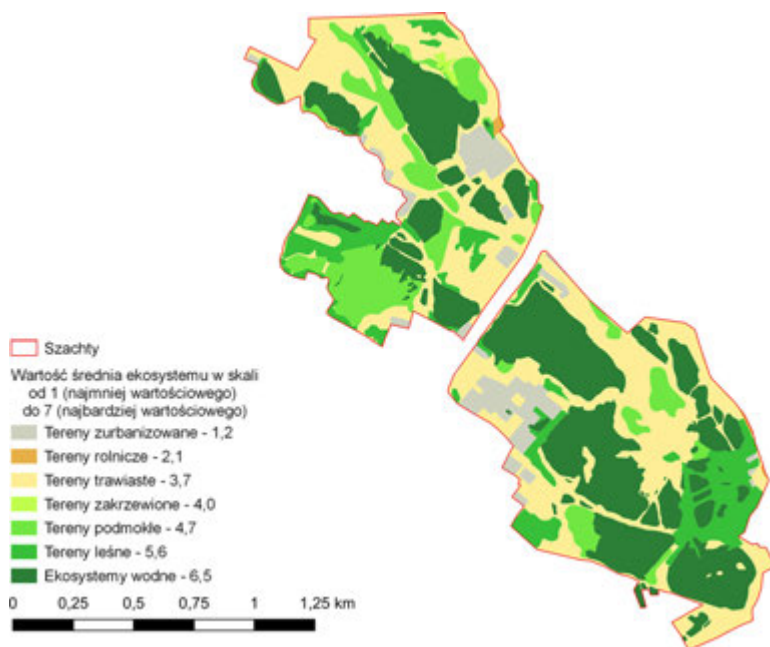 Szachty
Wartość średnia ekosystemu w skali
od 1 (najmniej wartościowego)
do 7 (najbardziej wartościowego)
Tereny zurbanizowane - 1,2
Tereny rolnicze - 2,1
Tereny trawiaste - 3,7
Tereny zakrzewione - 4,0
Tereny podmokłe - 4,7
Tereny leśne - 5,6
Ekosystemy wodne - 6,5
0 0,25 0,5 0,75 1 1,25 km